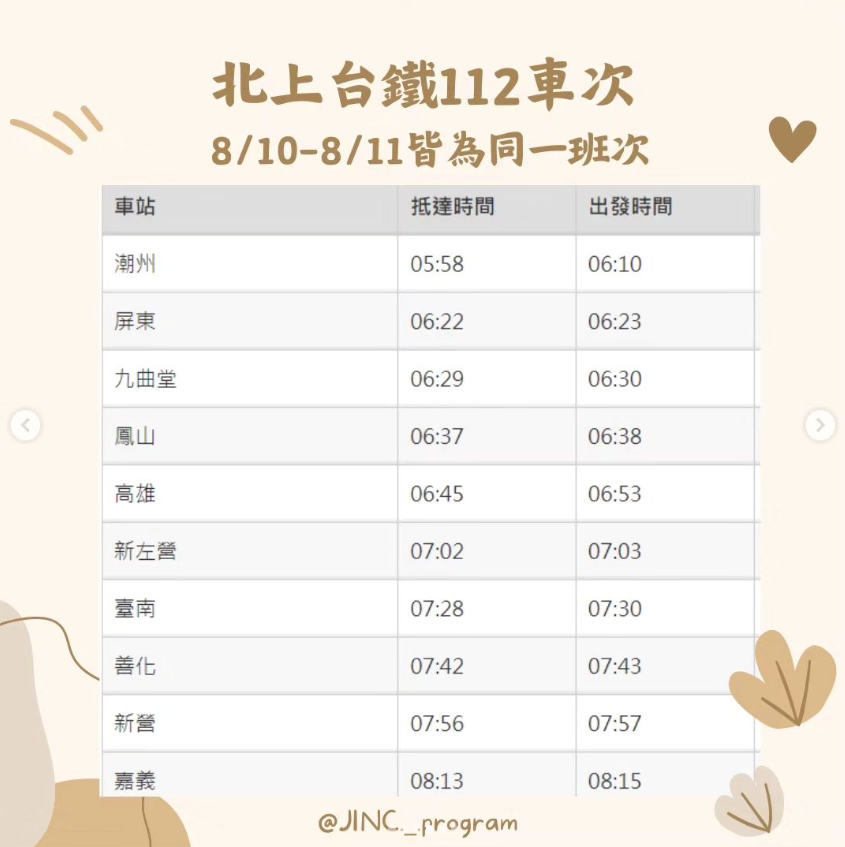 北上台鐵112車次
8/10-8/11皆為同一班次
車站 抵達時間 出發時間
潮州 05:58 06:10
屏東 06:22 06:23
九曲堂 06:29 06:30
鳳山 06:37 06:38
高雄 06:45 06:53
新左營 07:02 07:03
臺南 07:28 07:30
善化 07:42 07:43
新營 07:56 07:57
嘉義 08:13 08:15
@JINC._.program